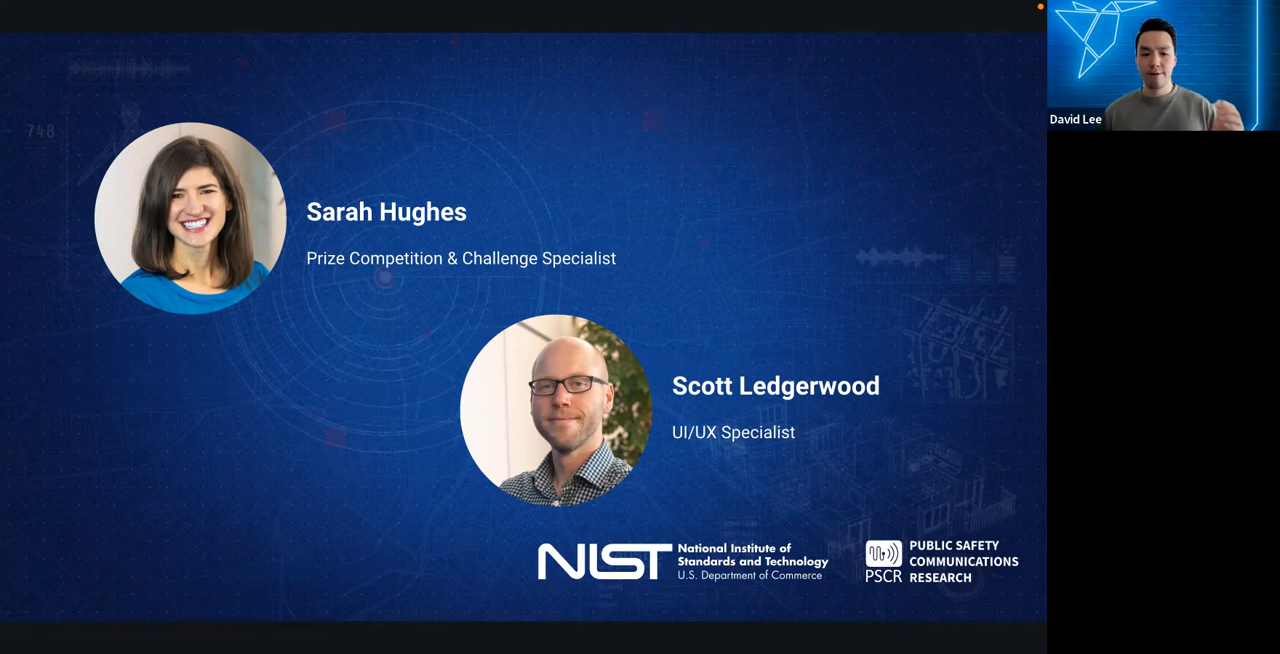 748
Sarah Hughes
Prize Competition & Challenge Specialist
Scott Ledgerwood
UI/UX Specialist
NIST
National Institute of
Standards and Technology
U.S. Department of Commerce
PSCR
PUBLIC SAFETY
COMMUNICATIONS
RESEARCH
David Lee